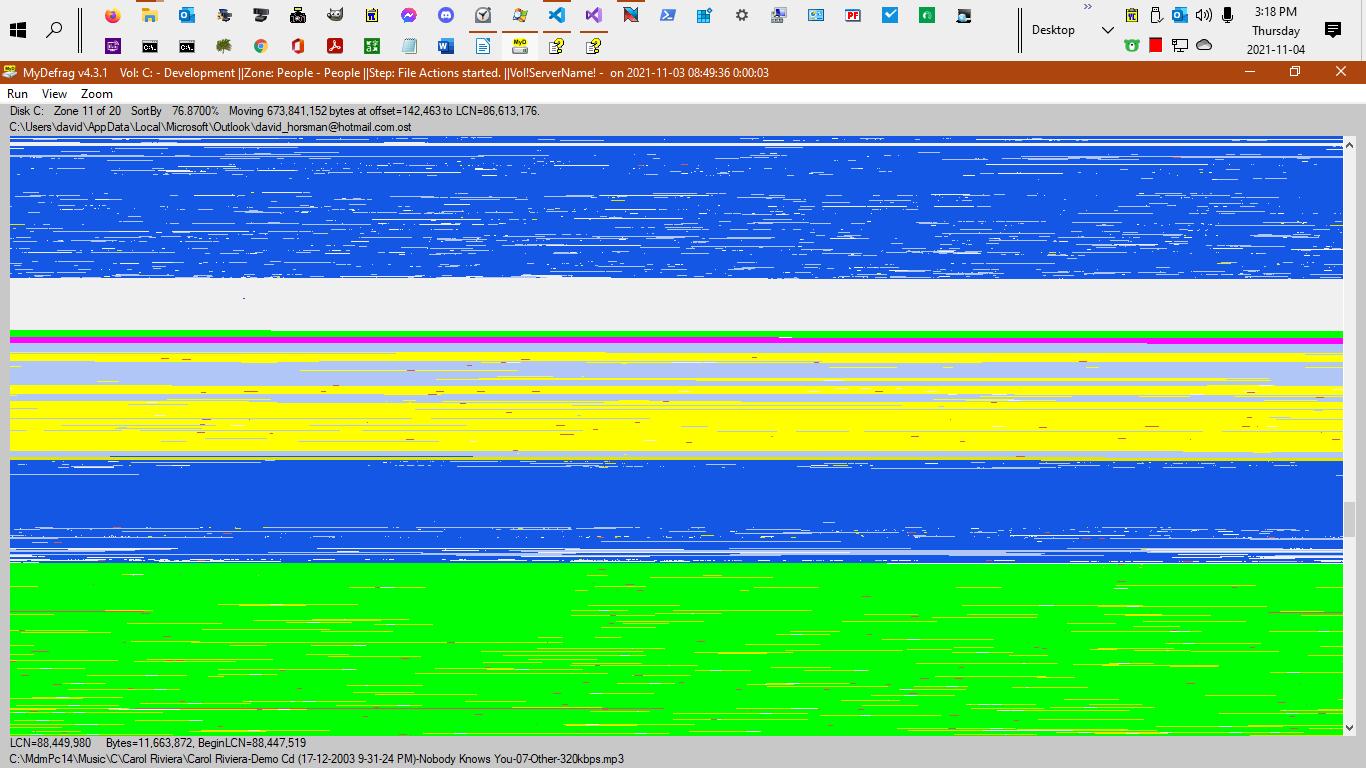 3:18 PM
Desktop
Thursday
2021-11-04
MyDefrag v4.3.1 Vol: C: - Development ||Zone: People - People ||Step: File Actions started. ||Vol!ServerName! - on 2021-11-03 08:49:36 0:00:03
Run View Zoom
Disk C: Zone 11 of 20 SortBy 76.8700% Moving 673,841,152 bytes at offset=142,463 to LCN=86,613,176.
C:\Users\david\AppData\Local\Microsoft\Outlook\david_horsman@hotmail.com.ost
LCN=88,449,980 Bytes=11,663,872, BeginLCN=88,447,519
C:\MdmPc14\Music\C\Carol Riviera\Carol Riviera-Demo Cd (17-12-2003 9-31-24 PM)-Nobody Knows You-07-Other-320kbps.mp3